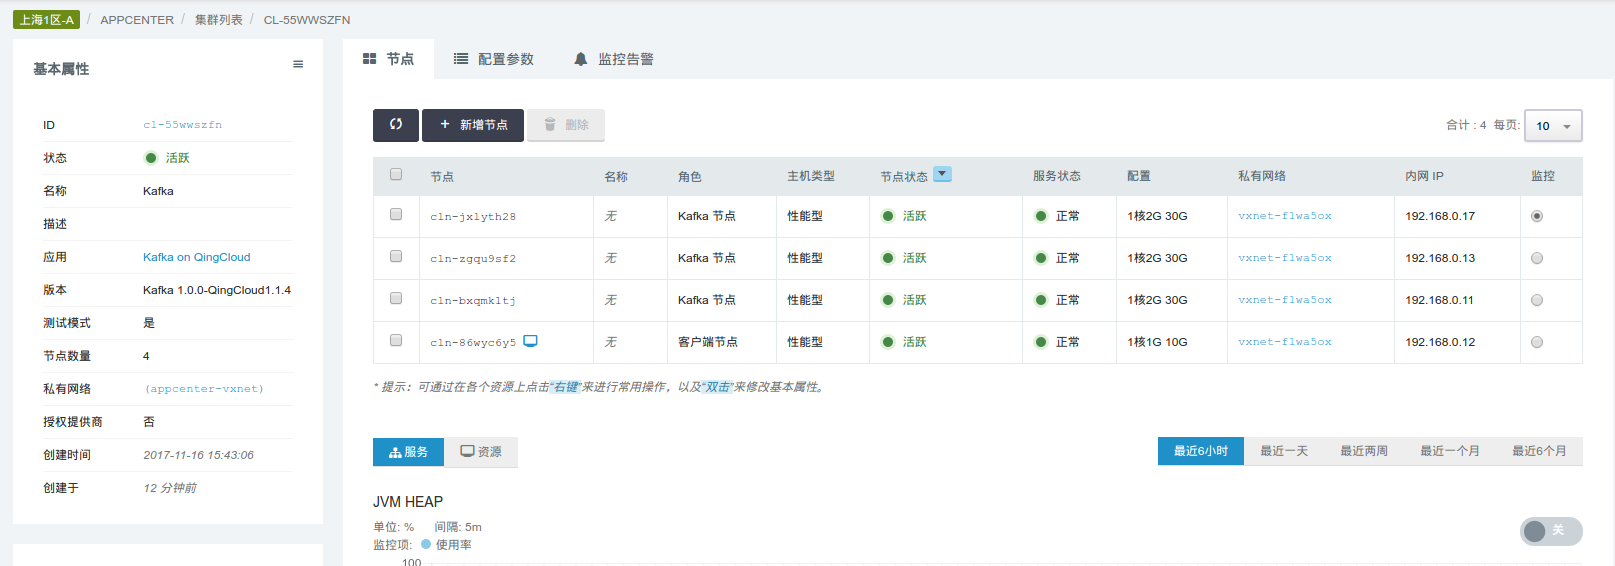 上海1区-A / APPCENTER / 集群列表 / CL-55WWSZFN
基本属性
ID cl-55wwszfn
状态 活跃
名称 Kafka
描述
应用 Kafka on QingCloud
版本 Kafka 1.0.0-QingCloud1.1.4
测试模式 是
节点数量 4
私有网络 (appcenter-vxnet)
授权提供商 否
创建时间 2017-11-16 15:43:06
创建于 12 分钟前
节点 配置参数 监控告警
+ 新增节点 删除 合计 : 4 每页: 10
节点 名称 角色 主机类型 节点状态 服务状态 配置 私有网络 内网 IP 监控
cln-jxlyth28 无 Kafka 节点 性能型 活跃 正常 1核2G 30G vxnet-flwa5ox 192.168.0.17
cln-zgqu9sf2 无 Kafka 节点 性能型 活跃 正常 1核2G 30G vxnet-flwa5ox 192.168.0.13
cln-bxqmkltj 无 Kafka 节点 性能型 活跃 正常 1核2G 30G vxnet-flwa5ox 192.168.0.11
cln-86wyc6y5 无 客户端节点 性能型 活跃 正常 1核1G 10G vxnet-flwa5ox 192.168.0.12
* 提示：可通过在各个资源上点击“右键”来进行常用操作，以及“双击”来修改基本属性。
服务 资源 最近6小时 最近一天 最近两周 最近一个月 最近6个月
JVM HEAP
单位: % 间隔: 5m 关
监控项: 使用率
100